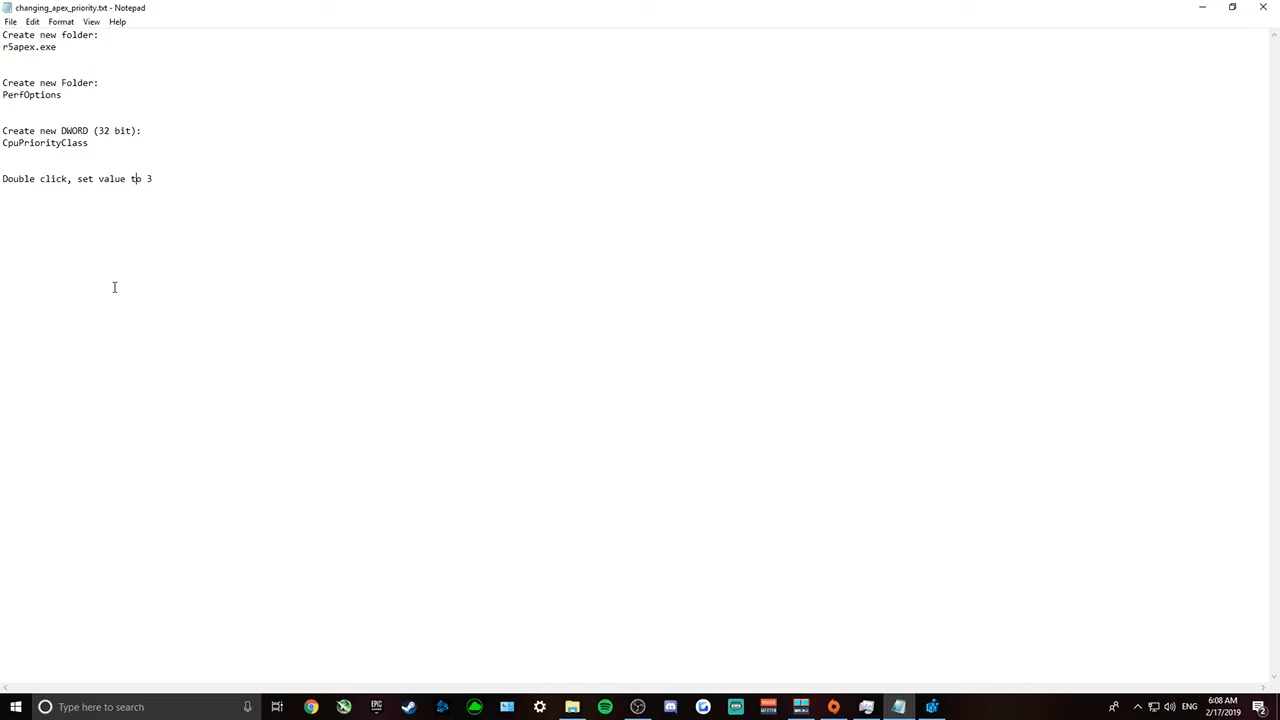 changing_apex_priority.txt - Notepad
File Edit Format View Help
Create new folder:
r5apex.exe
Create new Folder:
PerfOptions
Create new DWORD (32 bit):
CpuPriorityClass
Double click, set value to 3
Type here to search
ENG
6:08 AM
2/17/2019
2